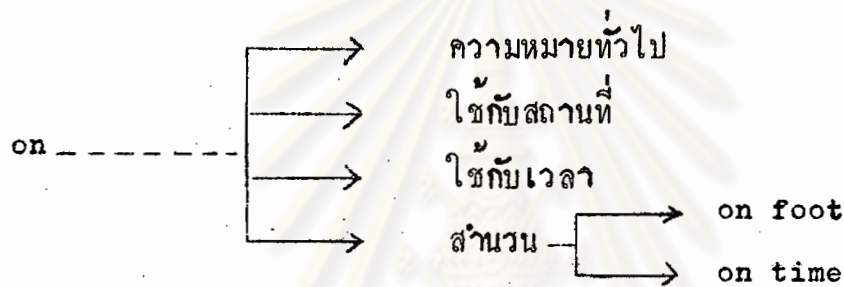 ความหมายทั่วไป
ใช้กับสถานที่
on
ใช้กับเวลา
สำนวน
on foot
on time